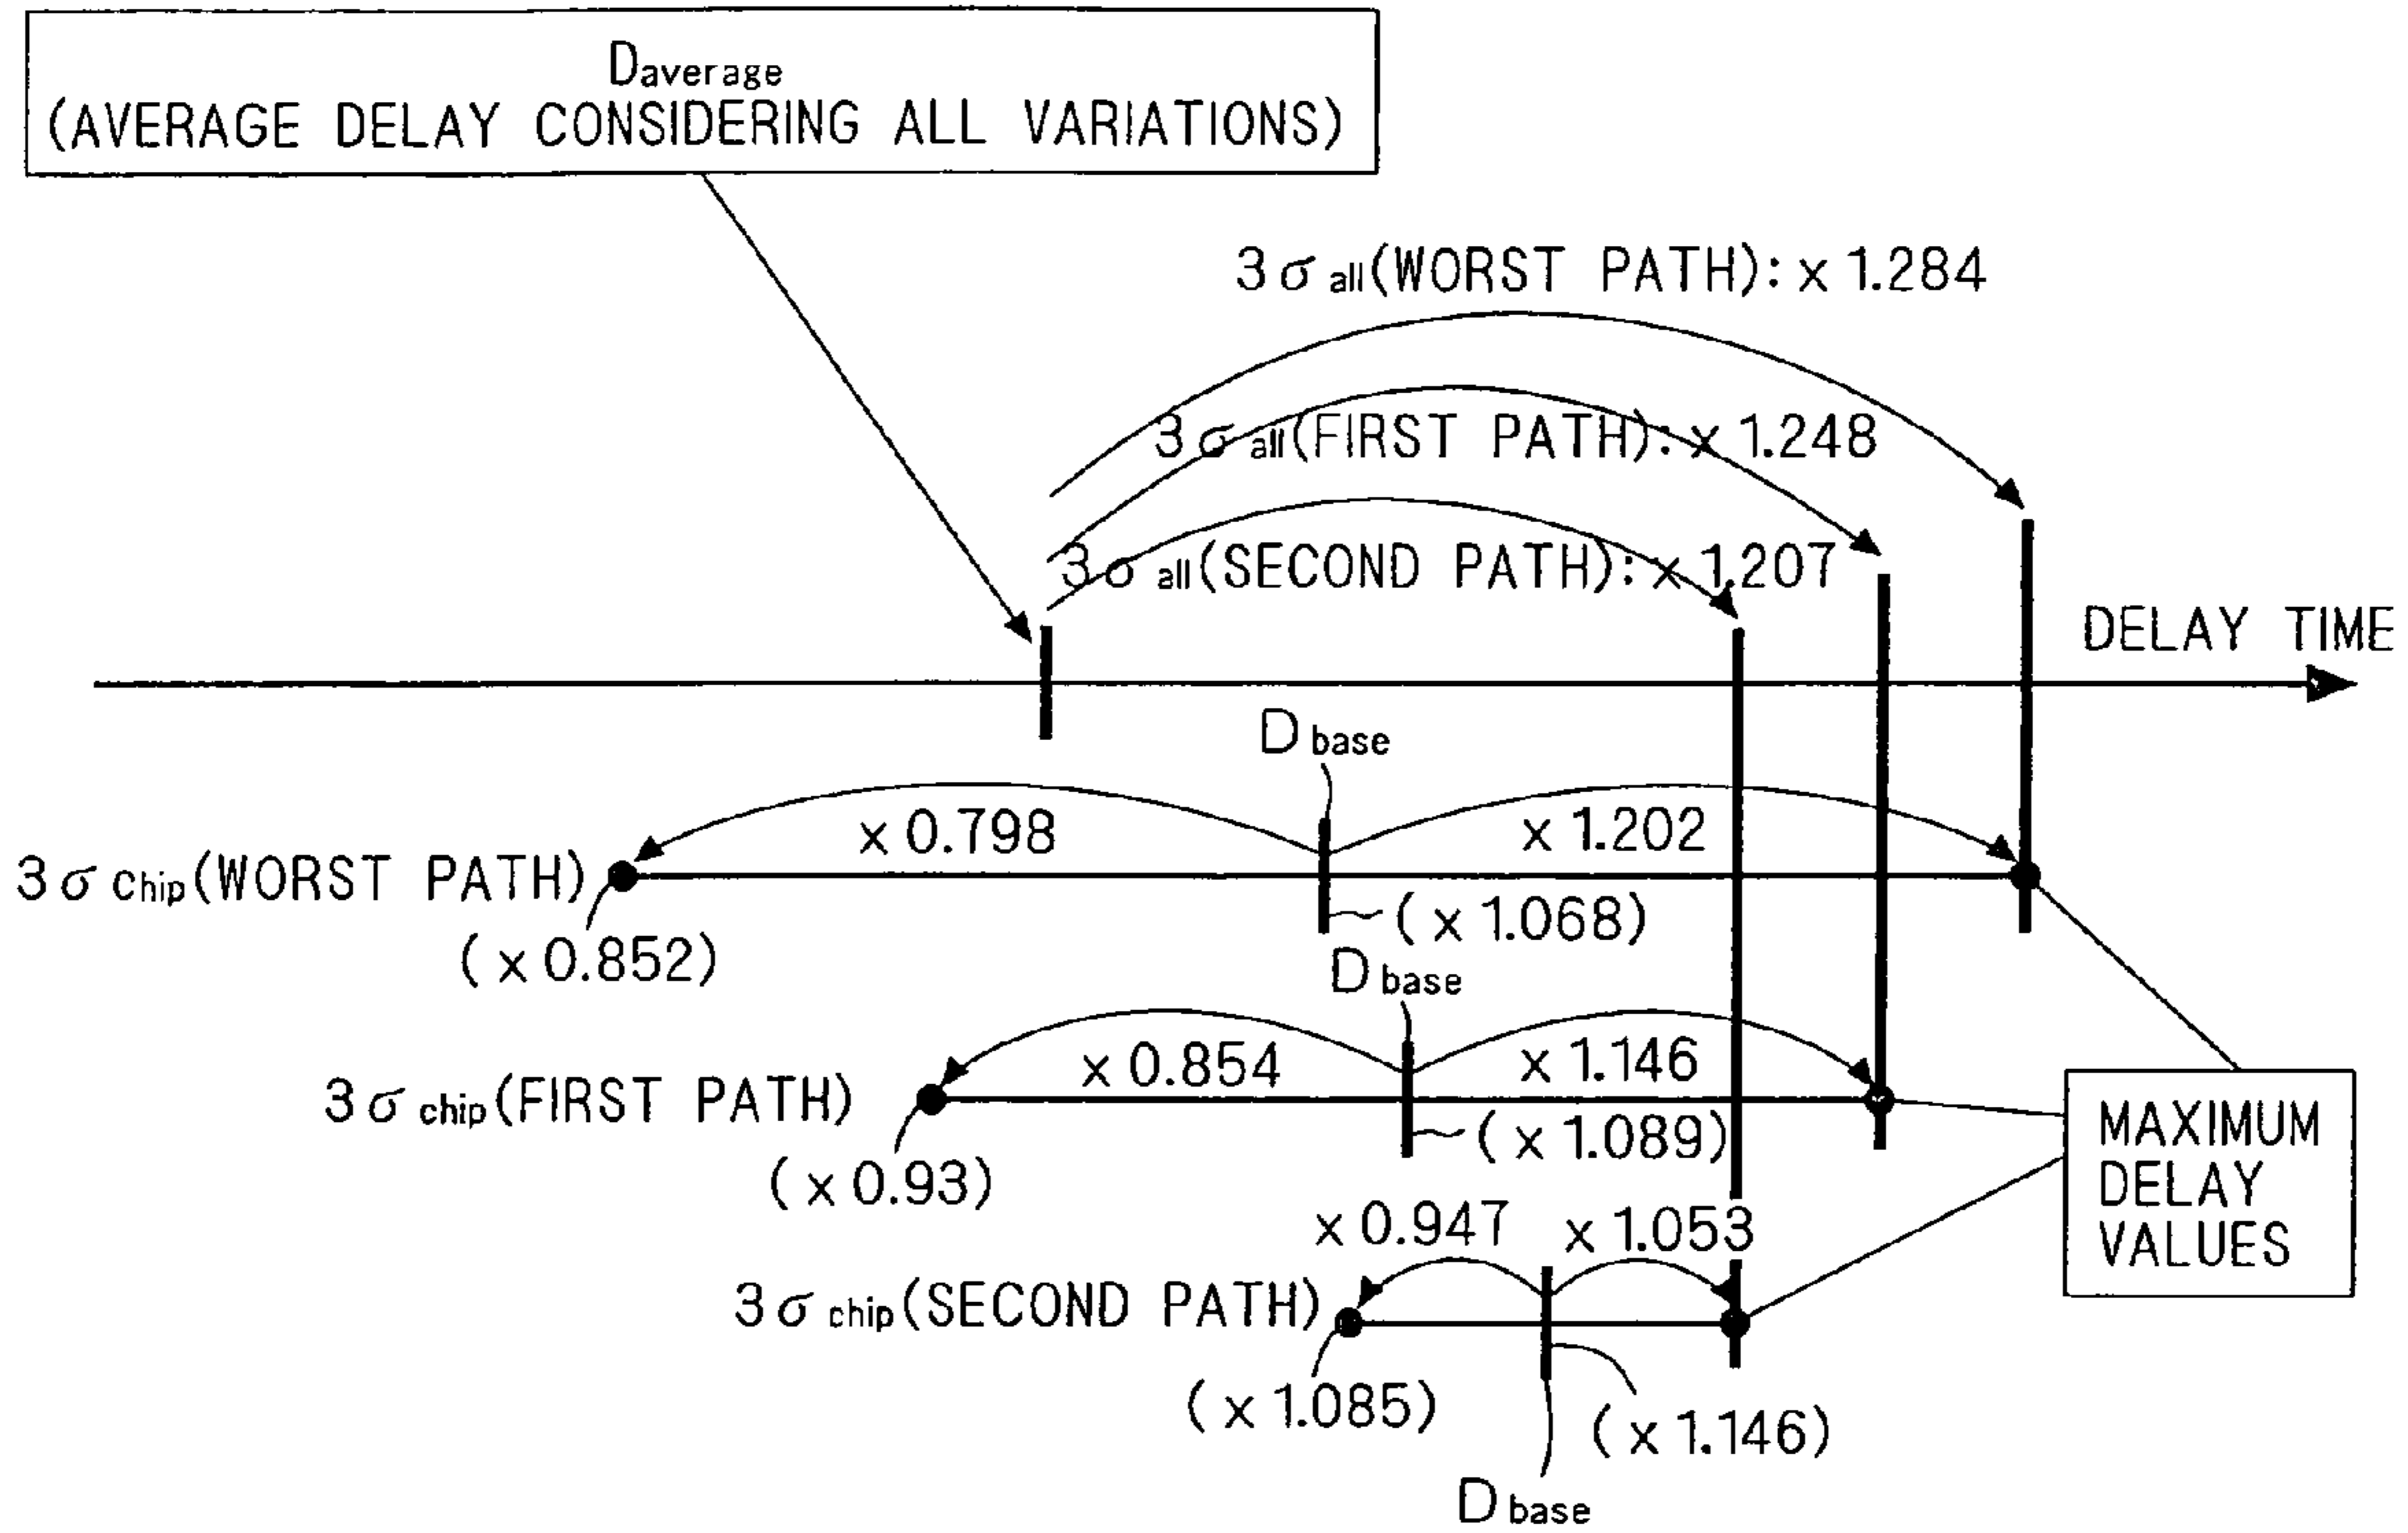 Daverage
(AVERAGE DELAY CONSIDERING ALL VARIATIONS)
3σall(WORST PATH): x 1.284
3σall(FIRST PATH): x 1.248
3σall(SECOND PATH): x 1.207
DELAY TIME
Dbase
x 0.798
x 1.202
3σChip(WORST PATH)
(x 1.068)
(x 0.852)
Dbase
x 0.854
x 1.146
3σchip(FIRST PATH)
(x 1.089)
(x 0.93)
MAXIMUM
DELAY
VALUES
x 0.947
x 1.053
3σchip(SECOND PATH)
(x 1.085)
(x 1.146)
Dbase